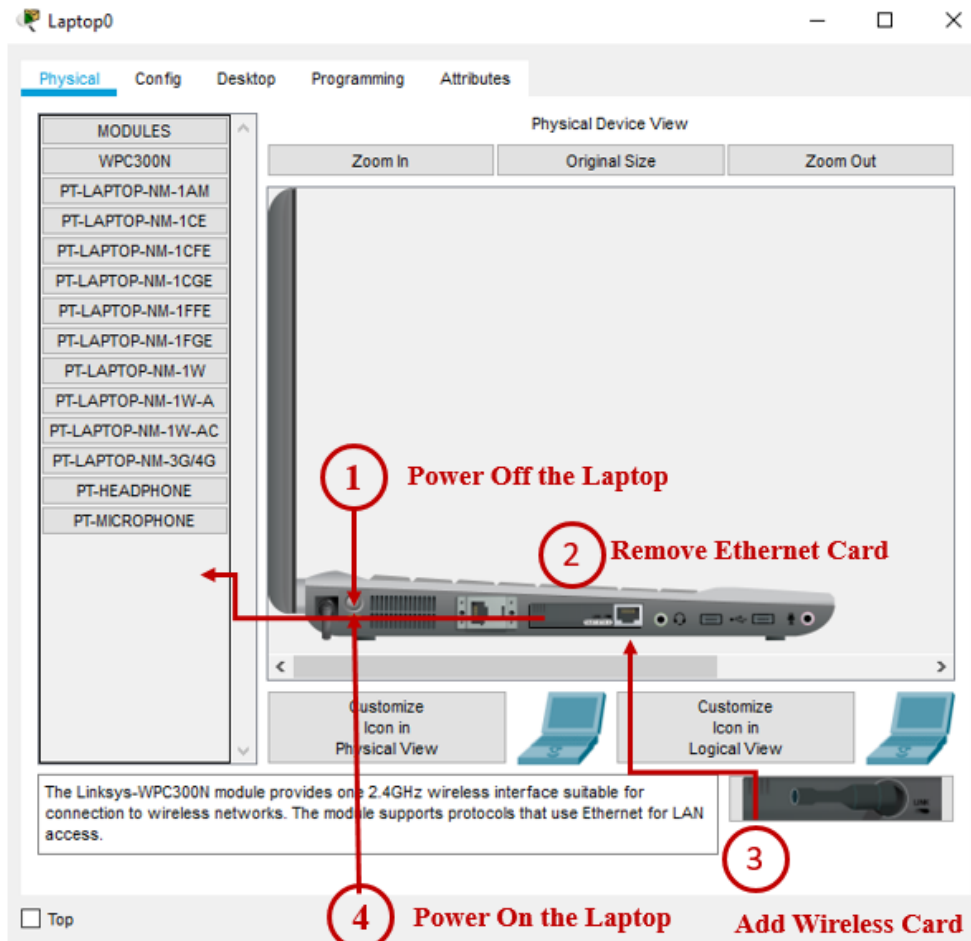 Laptop0
Physical Config Desktop Programming Attributes
MODULES
WPC300N
PT-LAPTOP-NM-1AM
PT-LAPTOP-NM-1CE
PT-LAPTOP-NM-1CFE
PT-LAPTOP-NM-1CGE
PT-LAPTOP-NM-1FFE
PT-LAPTOP-NM-1FGE
PT-LAPTOP-NM-1W
PT-LAPTOP-NM-1W-A
PT-LAPTOP-NM-1W-AC
PT-LAPTOP-NM-3G/4G
PT-HEADPHONE
PT-MICROPHONE
Physical Device View
Zoom In Original Size Zoom Out
1 Power Off the Laptop
2 Remove Ethernet Card
Customize
Icon in
Physical View
Customize
Icon in
Logical View
The Linksys-WPC300N module provides one 2.4GHz wireless interface suitable for
connection to wireless networks. The module supports protocols that use Ethernet for LAN
access.
3
Add Wireless Card
4 Power On the Laptop
Top